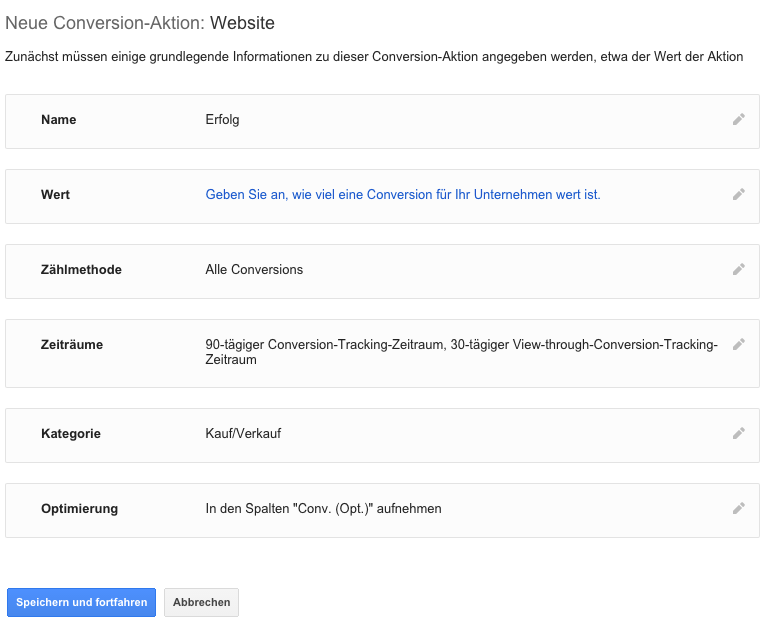 Neue Conversion-Aktion: Website
Zunächst müssen einige grundlegende Informationen zu dieser Conversion-Aktion angegeben werden, etwa der Wert der Aktion
Name Erfolg
Wert Geben Sie an, wie viel eine Conversion für Ihr Unternehmen wert ist.
Zählmethode Alle Conversions
Zeiträume 90-tägiger Conversion-Tracking-Zeitraum, 30-tägiger View-through-Conversion-Tracking-
Zeitraum
Kategorie Kauf/Verkauf
Optimierung In den Spalten "Conv. (Opt.)" aufnehmen
Speichern und fortfahren Abbrechen